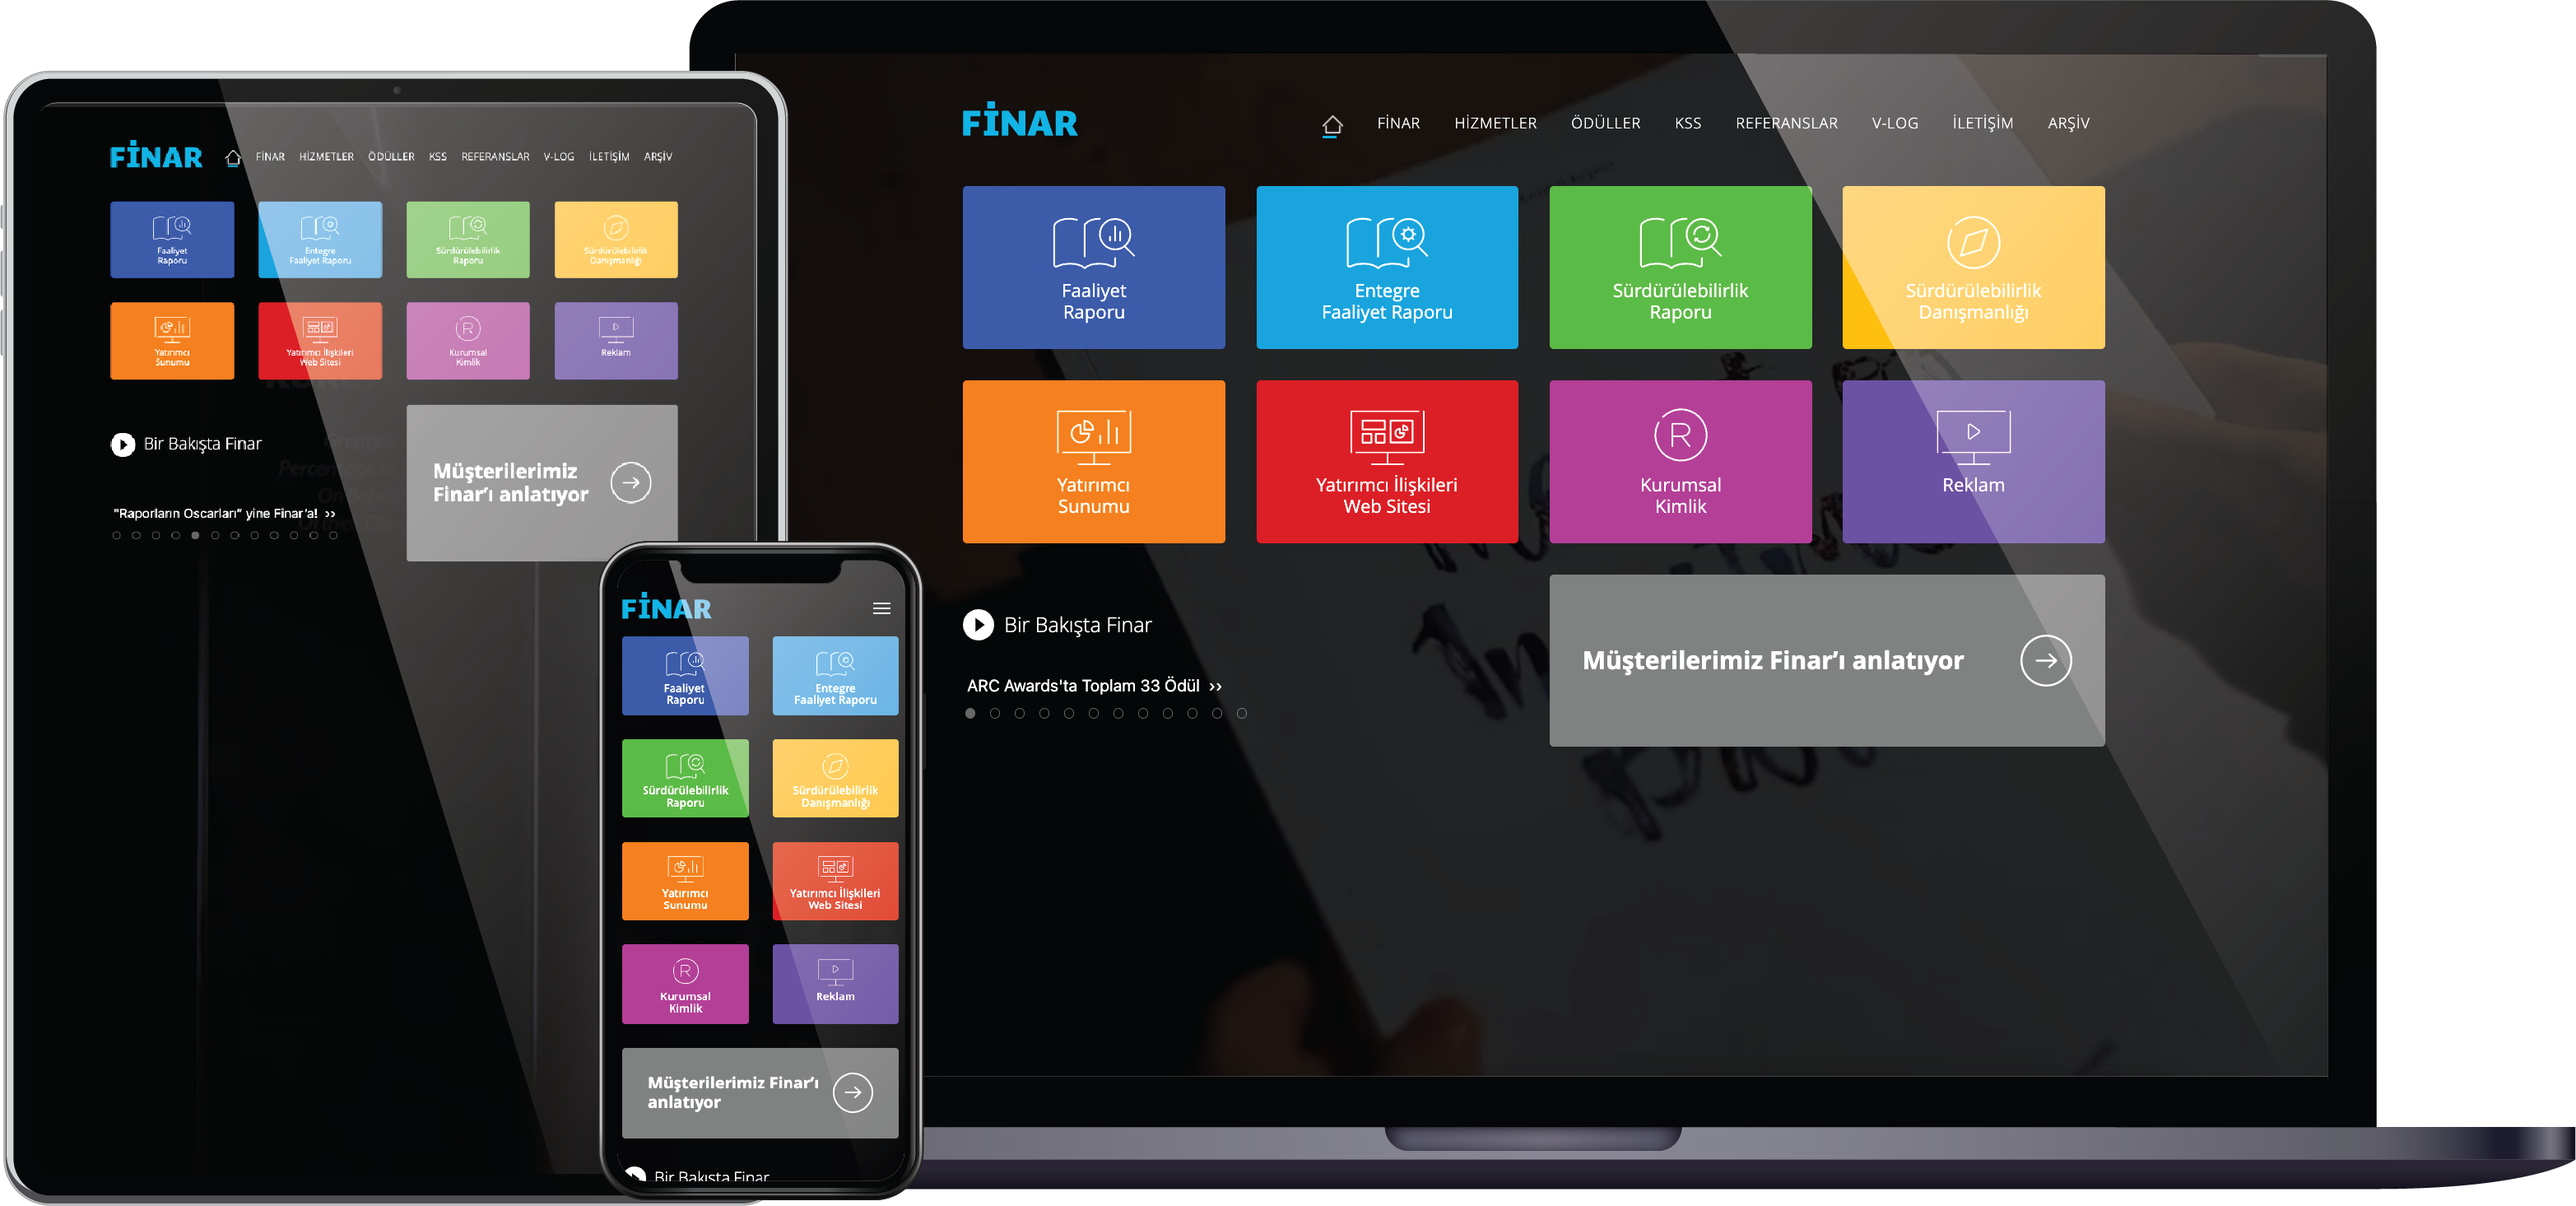 FİNAR
FİNAR HİZMETLER ÖDÜLLER KSS REFERANSLAR V-LOG İLETİŞİM ARŞİV
Faaliyet
Raporu
Entegre
Faaliyet Raporu
Sürdürülebilirlik
Raporu
Sürdürülebilirlik
Danışmanlığı
Yatırımcı
Sunumu
Yatırımcı İlişkileri
Web Sitesi
R
Kurumsal
Kimlik
Reklam
Bir Bakışta Finar
Müşterilerimiz
Finar’ı anlatıyor
"Raporların Oscarları” yine Finar’a! ››
FİNAR
Faaliyet
Raporu
Entegre
Faaliyet Raporu
Sürdürülebilirlik
Raporu
Sürdürülebilirlik
Danışmanlığı
Yatırımcı
Sunumu
Yatırımcı İlişkileri
Web Sitesi
R
Kurumsal
Kimlik
Reklam
Müşterilerimiz Finar’ı
anlatıyor
Bir Bakışta Finar
FİNAR
FİNAR HİZMETLER ÖDÜLLER KSS REFERANSLAR V-LOG İLETİŞİM ARŞİV
Faaliyet
Raporu
Entegre
Faaliyet Raporu
Sürdürülebilirlik
Raporu
Sürdürülebilirlik
Danışmanlığı
Yatırımcı
Sunumu
Yatırımcı İlişkileri
Web Sitesi
R
Kurumsal
Kimlik
Reklam
Bir Bakışta Finar
Müşterilerimiz Finar’ı anlatıyor
ARC Awards'ta Toplam 33 Ödül ››